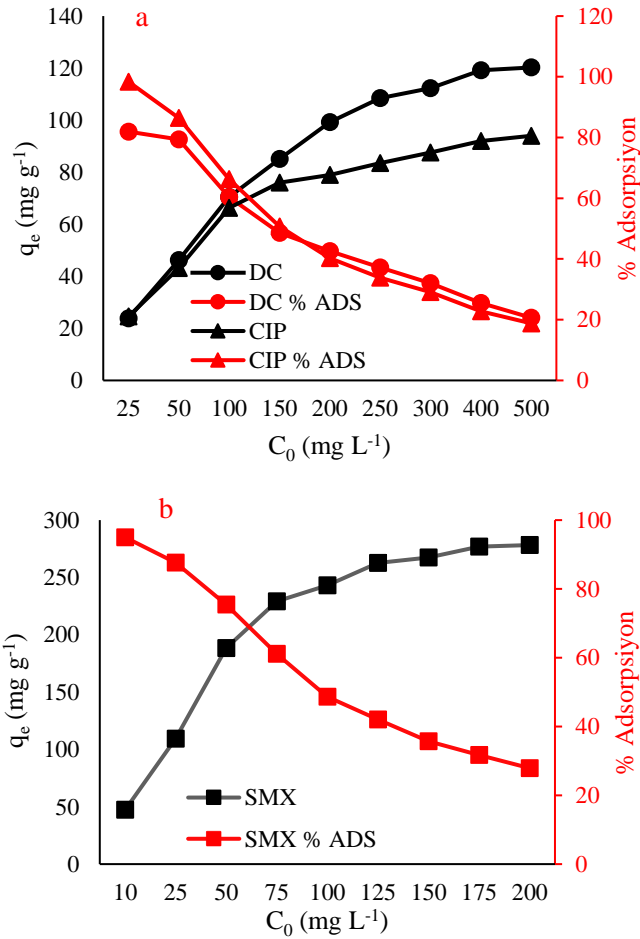 a
140
120
100
80
60
40
20
0
qe (mg g-1)
120
100
80
60
40
20
0
% Adsorpsiyon
DC
DC % ADS
CIP
CIP % ADS
25 50 100 150 200 250 300 400 500
C0 (mg L-1)
b
300
250
200
150
100
50
0
qe (mg g-1)
100
80
60
40
20
0
% Adsorpsiyon
SMX
SMX % ADS
10 25 50 75 100 125 150 175 200
C0 (mg L-1)